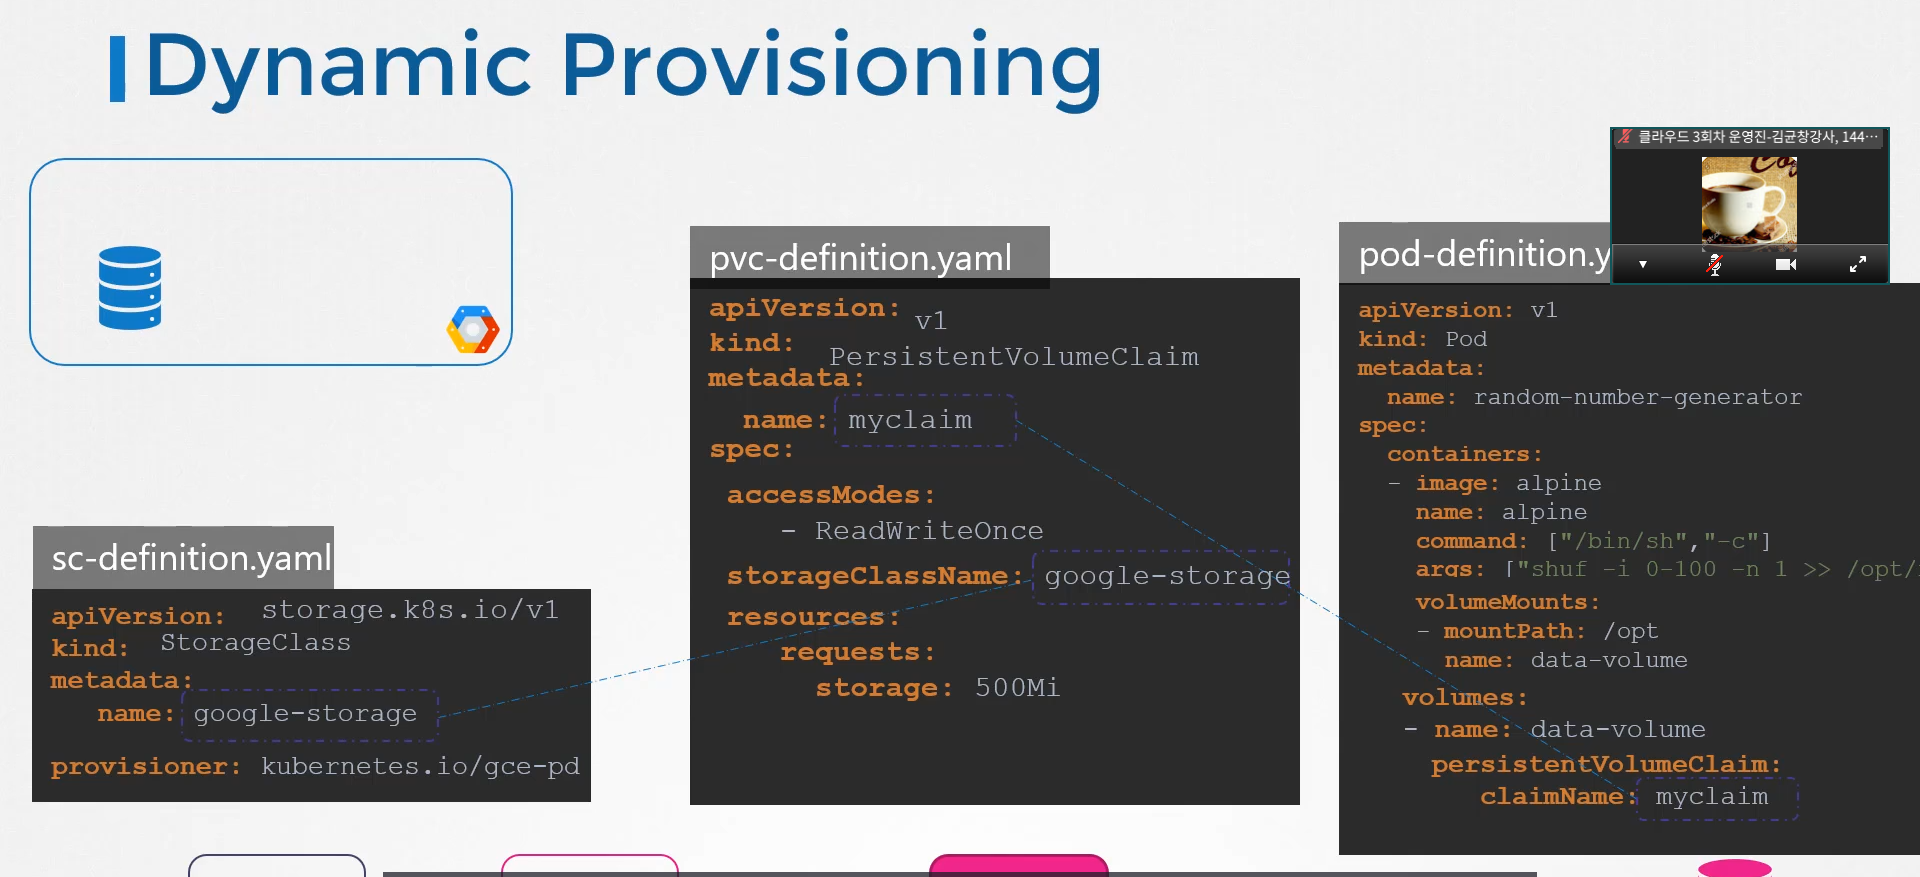 Dynamic Provisioning
클라우드 3회차 운영진-김균창강사, 144…
pvc-definition.yaml
apiVersion: v1
kind: PersistentVolumeClaim
metadata:
name: myclaim
spec:
accessModes:
- ReadWriteOnce
storageClassName: google-storage
resources:
requests:
storage: 500Mi
pod-definition.y
apiVersion: v1
kind: Pod
metadata:
name: random-number-generator
spec:
containers:
- image: alpine
name: alpine
command: ["/bin/sh","-c"]
args: ["shuf -i 0-100 -n 1 >> /opt/
volumeMounts:
- mountPath: /opt
name: data-volume
volumes:
- name: data-volume
persistentVolumeClaim:
claimName: myclaim
sc-definition.yaml
apiVersion: storage.k8s.io/v1
kind: StorageClass
metadata:
name: google-storage
provisioner: kubernetes.io/gce-pd